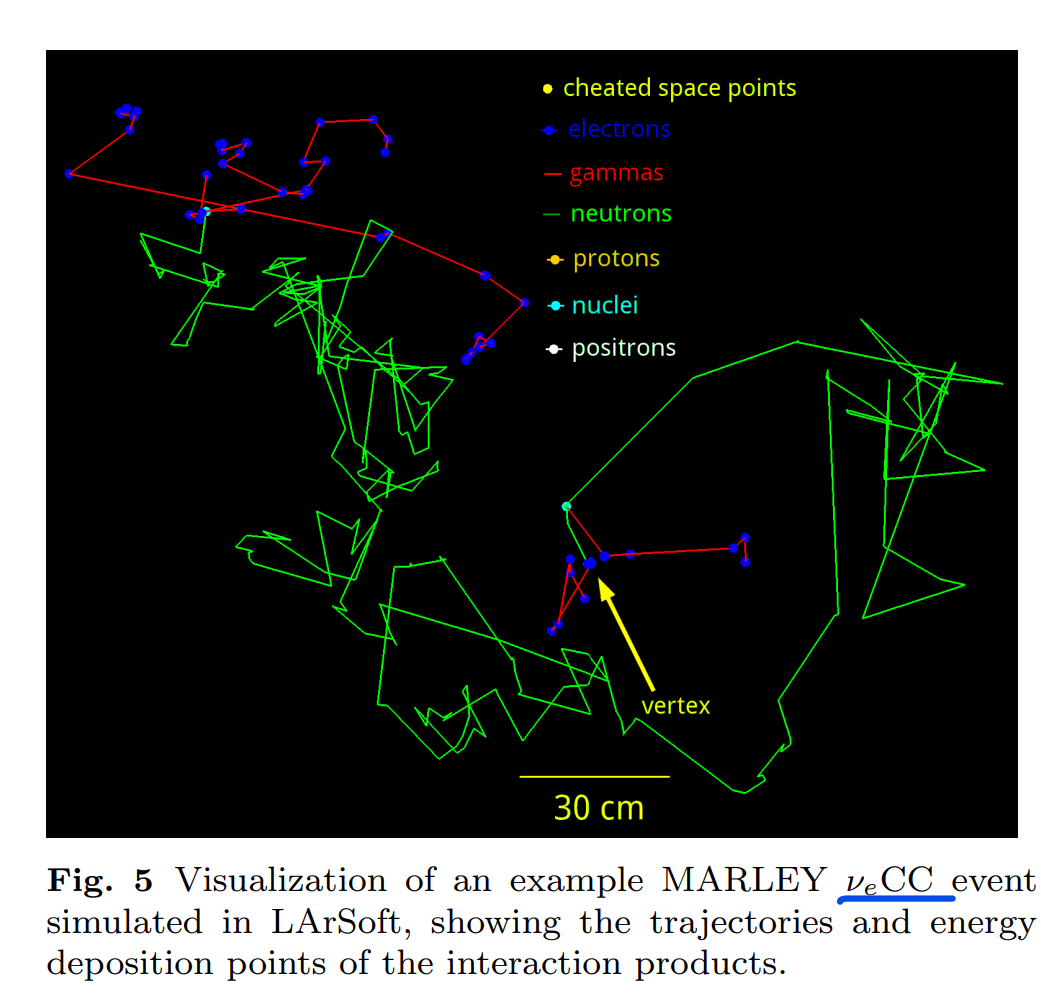 cheated space points
electrons
gammas
neutrons
protons
nuclei
positrons
vertex
30 cm
Fig. 5 Visualization of an example MARLEY νₑCC event
simulated in LArSoft, showing the trajectories and energy
deposition points of the interaction products.